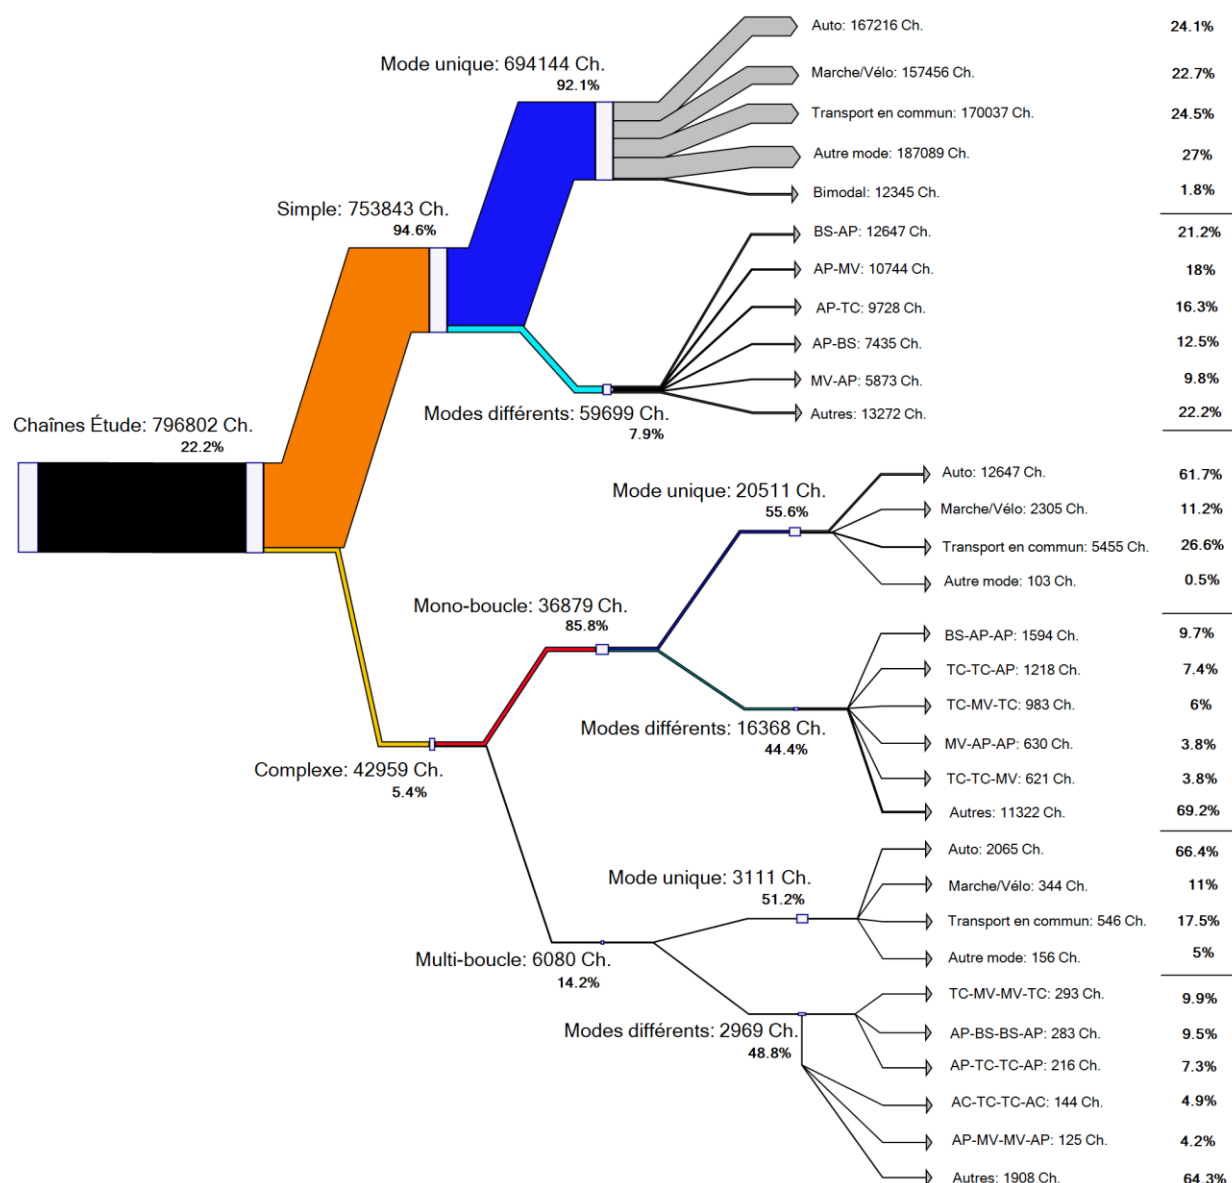 Auto: 167216 Ch. 24.1%
Mode unique: 694144 Ch.
92.1%
Marche/Vélo: 157456 Ch. 22.7%
Transport en commun: 170037 Ch. 24.5%
Autre mode: 187089 Ch. 27%
Bimodal: 12345 Ch. 1.8%
Simple: 753843 Ch.
94.6%
BS-AP: 12647 Ch. 21.2%
AP-MV: 10744 Ch. 18%
AP-TC: 9728 Ch. 16.3%
AP-BS: 7435 Ch. 12.5%
MV-AP: 5873 Ch. 9.8%
Autres: 13272 Ch. 22.2%
Modes différents: 59699 Ch.
7.9%
Chaînes Étude: 796802 Ch.
22.2%
Auto: 12647 Ch. 61.7%
Mode unique: 20511 Ch.
55.6%
Marche/Vélo: 2305 Ch. 11.2%
Transport en commun: 5455 Ch. 26.6%
Autre mode: 103 Ch. 0.5%
Mono-boucle: 36879 Ch.
85.8%
BS-AP-AP: 1594 Ch. 9.7%
TC-TC-AP: 1218 Ch. 7.4%
TC-MV-TC: 983 Ch. 6%
Modes différents: 16368 Ch.
44.4%
MV-AP-AP: 630 Ch. 3.8%
TC-TC-MV: 621 Ch. 3.8%
Autres: 11322 Ch. 69.2%
Complexe: 42959 Ch.
5.4%
Auto: 2065 Ch. 66.4%
Mode unique: 3111 Ch.
51.2%
Marche/Vélo: 344 Ch. 11%
Transport en commun: 546 Ch. 17.5%
Autre mode: 156 Ch. 5%
Multi-boucle: 6080 Ch.
14.2%
TC-MV-MV-TC: 293 Ch. 9.9%
Modes différents: 2969 Ch.
48.8%
AP-BS-BS-AP: 283 Ch. 9.5%
AP-TC-TC-AP: 216 Ch. 7.3%
AC-TC-TC-AC: 144 Ch. 4.9%
AP-MV-MV-AP: 125 Ch. 4.2%
Autres: 1908 Ch. 64.3%